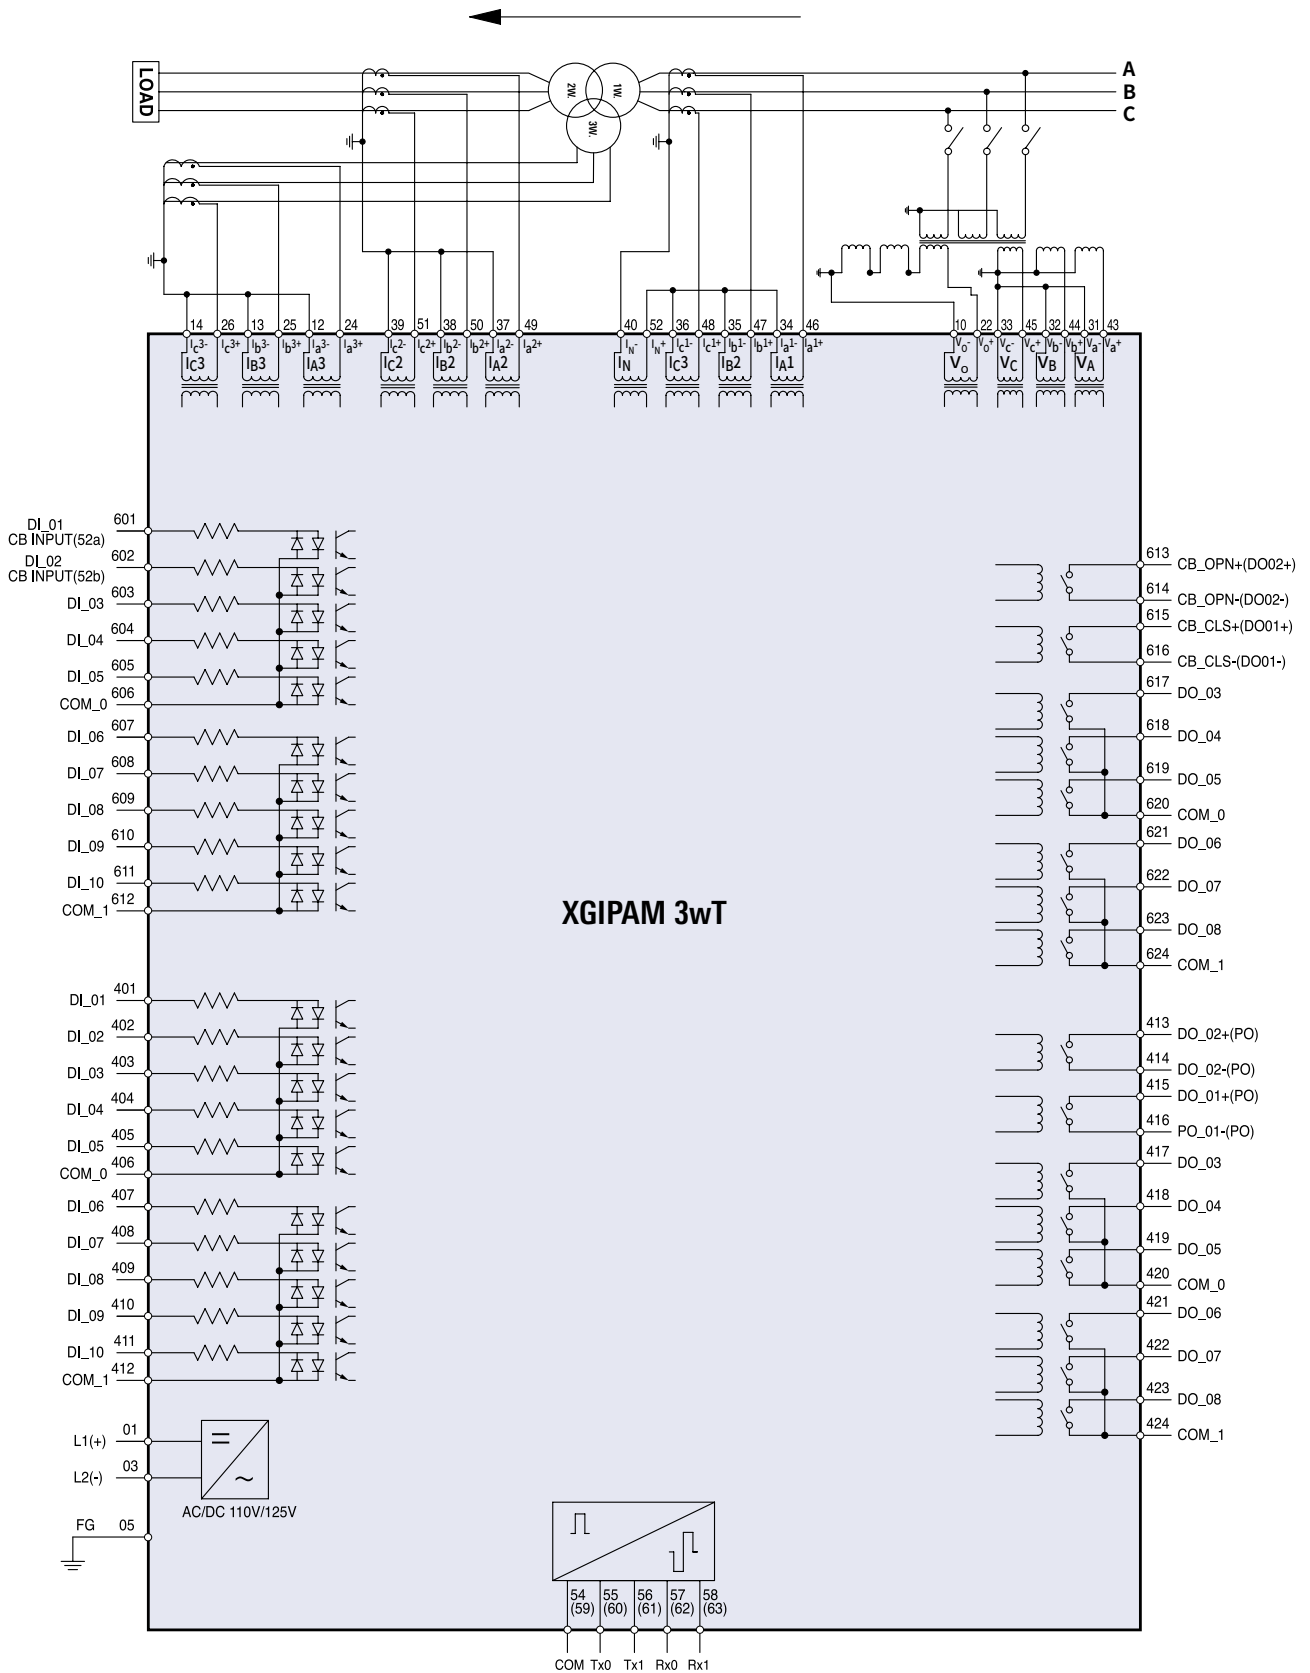 LOAD
2W.
1W.
3W.
A
B
C
14 26 13 25 12 24 39 51 38 50 37 49 40 52 36 48 35 47 34 46 10 22 33 45 32 44 31 43
Ic3- Ic3+ Ib3- Ib3+ Ia3- Ia3+ Ic2- Ic2+ Ib2- Ib2+ Ia2- Ia2+ IN- IN+ Ic1- Ic1+ Ib1- Ib1+ Ia1- Ia1+ Vo- Vo+ Vc- Vc+ Vb- Vb+ Va- Va+
IC3 IB3 IA3 IC2 IB2 IA2 IN IC3 IB2 IA1 Vo VC VB VA
DI_01 601
CB INPUT(52a)
DI_02 602
CB INPUT(52b)
DI_03 603
DI_04 604
DI_05 605
COM_0 606
DI_06 607
DI_07 608
DI_08 609
DI_09 610
DI_10 611
COM_1 612
DI_01 401
DI_02 402
DI_03 403
DI_04 404
DI_05 405
COM_0 406
DI_06 407
DI_07 408
DI_08 409
DI_09 410
DI_10 411
COM_1 412
L1(+) 01
L2(-) 03
AC/DC 110V/125V
FG 05
XGIPAM 3wT
613 CB_OPN+(DO02+)
614 CB_OPN-(DO02-)
615 CB_CLS+(DO01+)
616 CB_CLS-(DO01-)
617 DO_03
618 DO_04
619 DO_05
620 COM_0
621 DO_06
622 DO_07
623 DO_08
624 COM_1
413 DO_02+(PO)
414 DO_02-(PO)
415 DO_01+(PO)
416 PO_01-(PO)
417 DO_03
418 DO_04
419 DO_05
420 COM_0
421 DO_06
422 DO_07
423 DO_08
424 COM_1
54 55 56 57 58
(59) (60) (61) (62) (63)
COM Tx0 Tx1 Rx0 Rx1